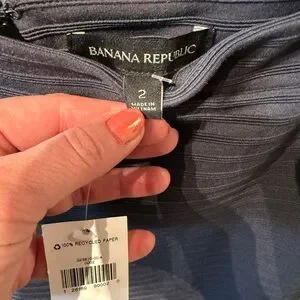 BANANA REPUBLIC
2
MADE IN
VIETNAM
100% RECYCLED PAPER